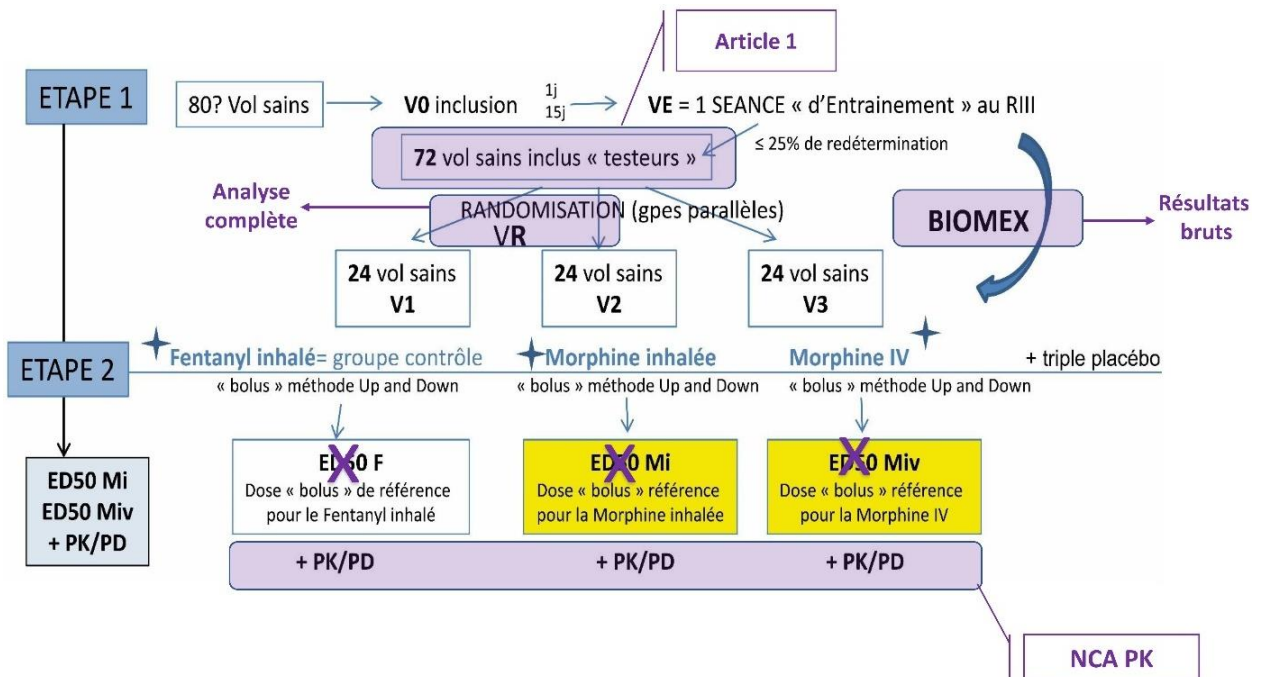 Article 1
ETAPE 1
80? Vol sains
V0 inclusion
1j
15j
VE = 1 SEANCE « d'Entrainement » au RIII
72 vol sains inclus « testeurs »
≤ 25% de redétermination
Analyse
complète
RANDOMISATION (gpes parallèles)
VR
BIOMEX
Résultats
bruts
24 vol sains
V1
24 vol sains
V2
24 vol sains
V3
ETAPE 2
Fentanyl inhalé= groupe contrôle
Morphine inhalée
Morphine IV
+ triple placébo
« bolus » méthode Up and Down
« bolus » méthode Up and Down
« bolus » méthode Up and Down
ED50 F
Dose « bolus » de référence
pour le Fentanyl inhalé
ED50 Mi
Dose « bolus » référence
pour la Morphine inhalée
ED50 Miv
Dose « bolus » référence
pour la Morphine IV
ED50 Mi
ED50 Miv
+ PK/PD
+ PK/PD
+ PK/PD
+ PK/PD
NCA PK